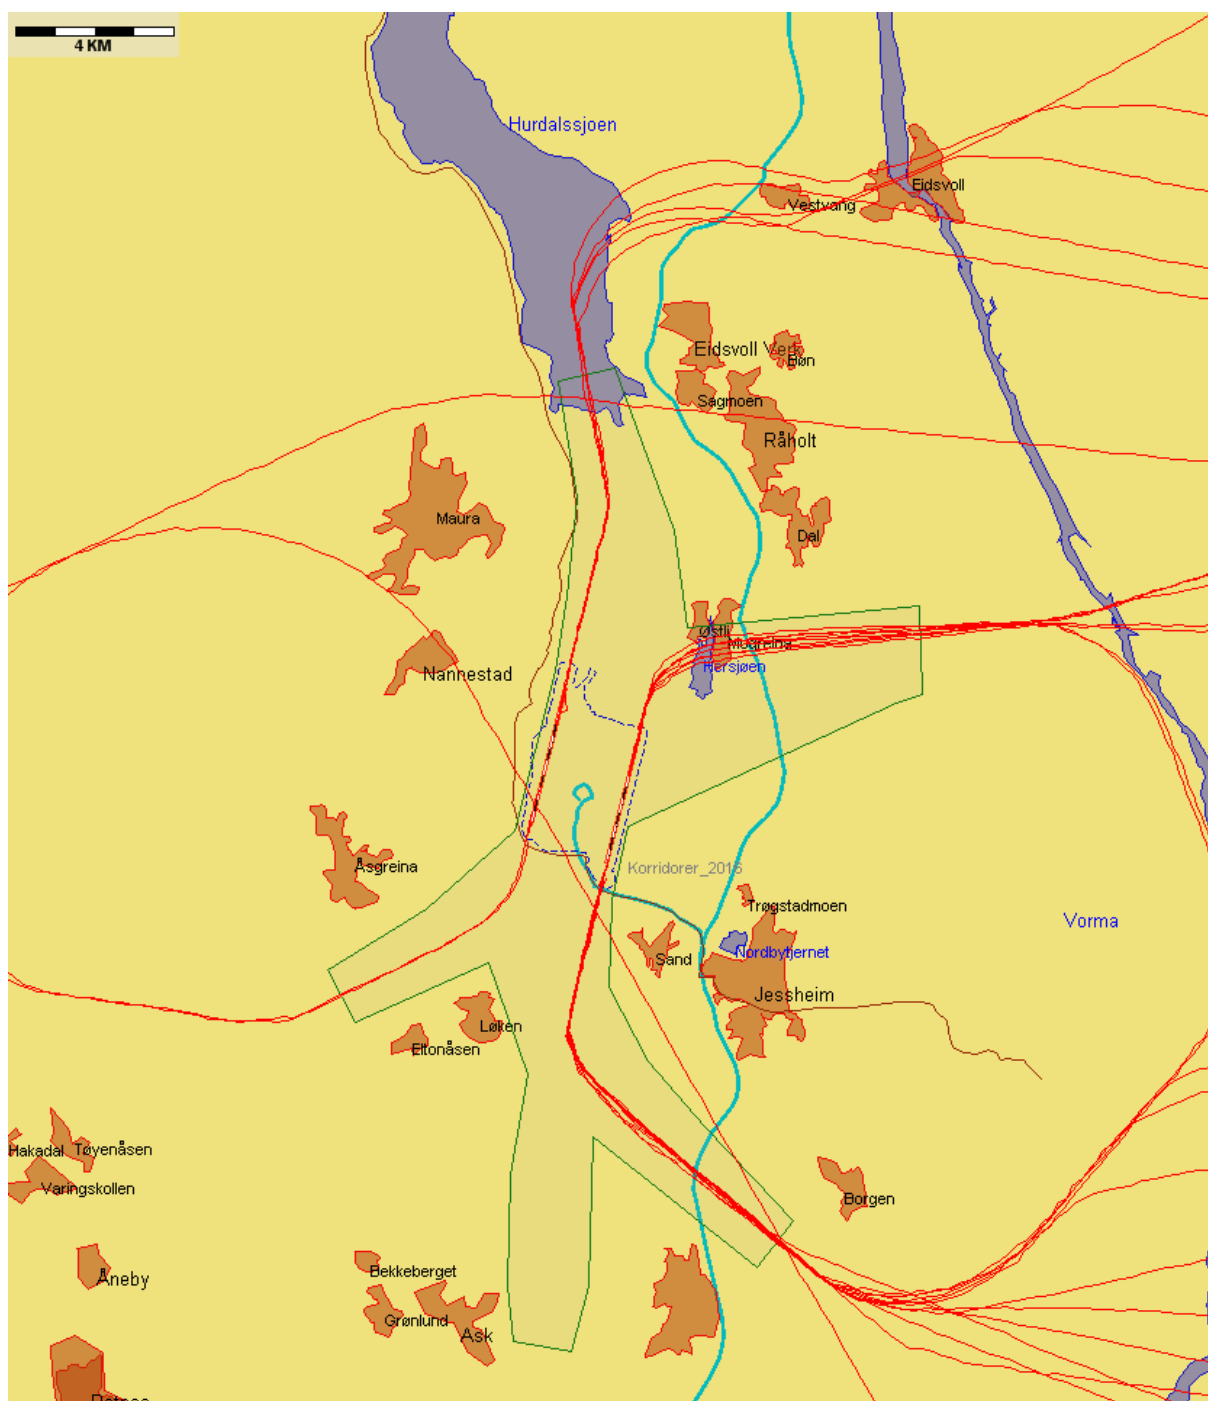 4 KM
Hurdalssjoen
Eidsvoll
Vestvang
Eidsvoll Verk
Bøn
Sagmoen
Råholt
Maura
Dal
Østli
Mogreina
Hersjøen
Nannestad
Korridorer_2016
Åsgreina
Trøgstadmoen
Vorma
Nordbytjernet
Sand
Jessheim
Løken
Eltonåsen
Hakadal
Tøyenåsen
Varingskollen
Borgen
Åneby
Bekkeberget
Grønlund
Ask